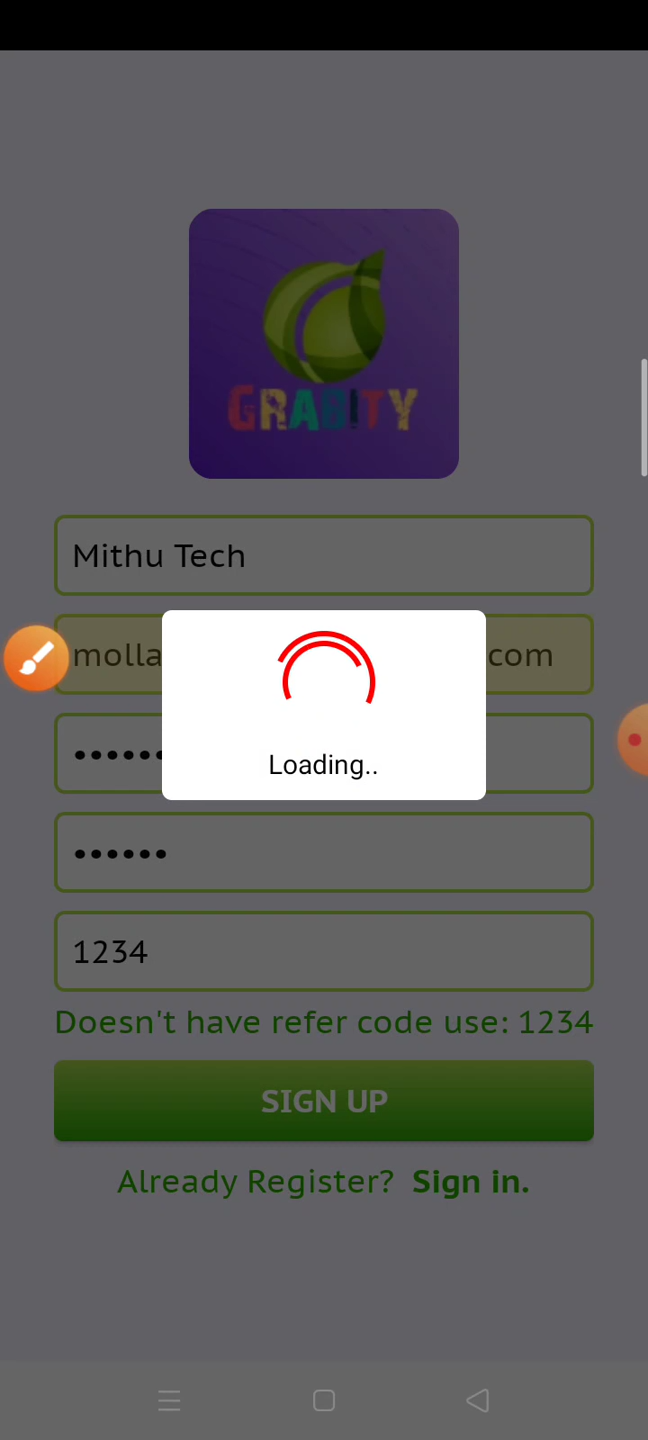 GRABITY
Mithu Tech
molla com
Loading..
••••••
••••••
1234
Doesn't have refer code use: 1234
SIGN UP
Already Register? Sign in.